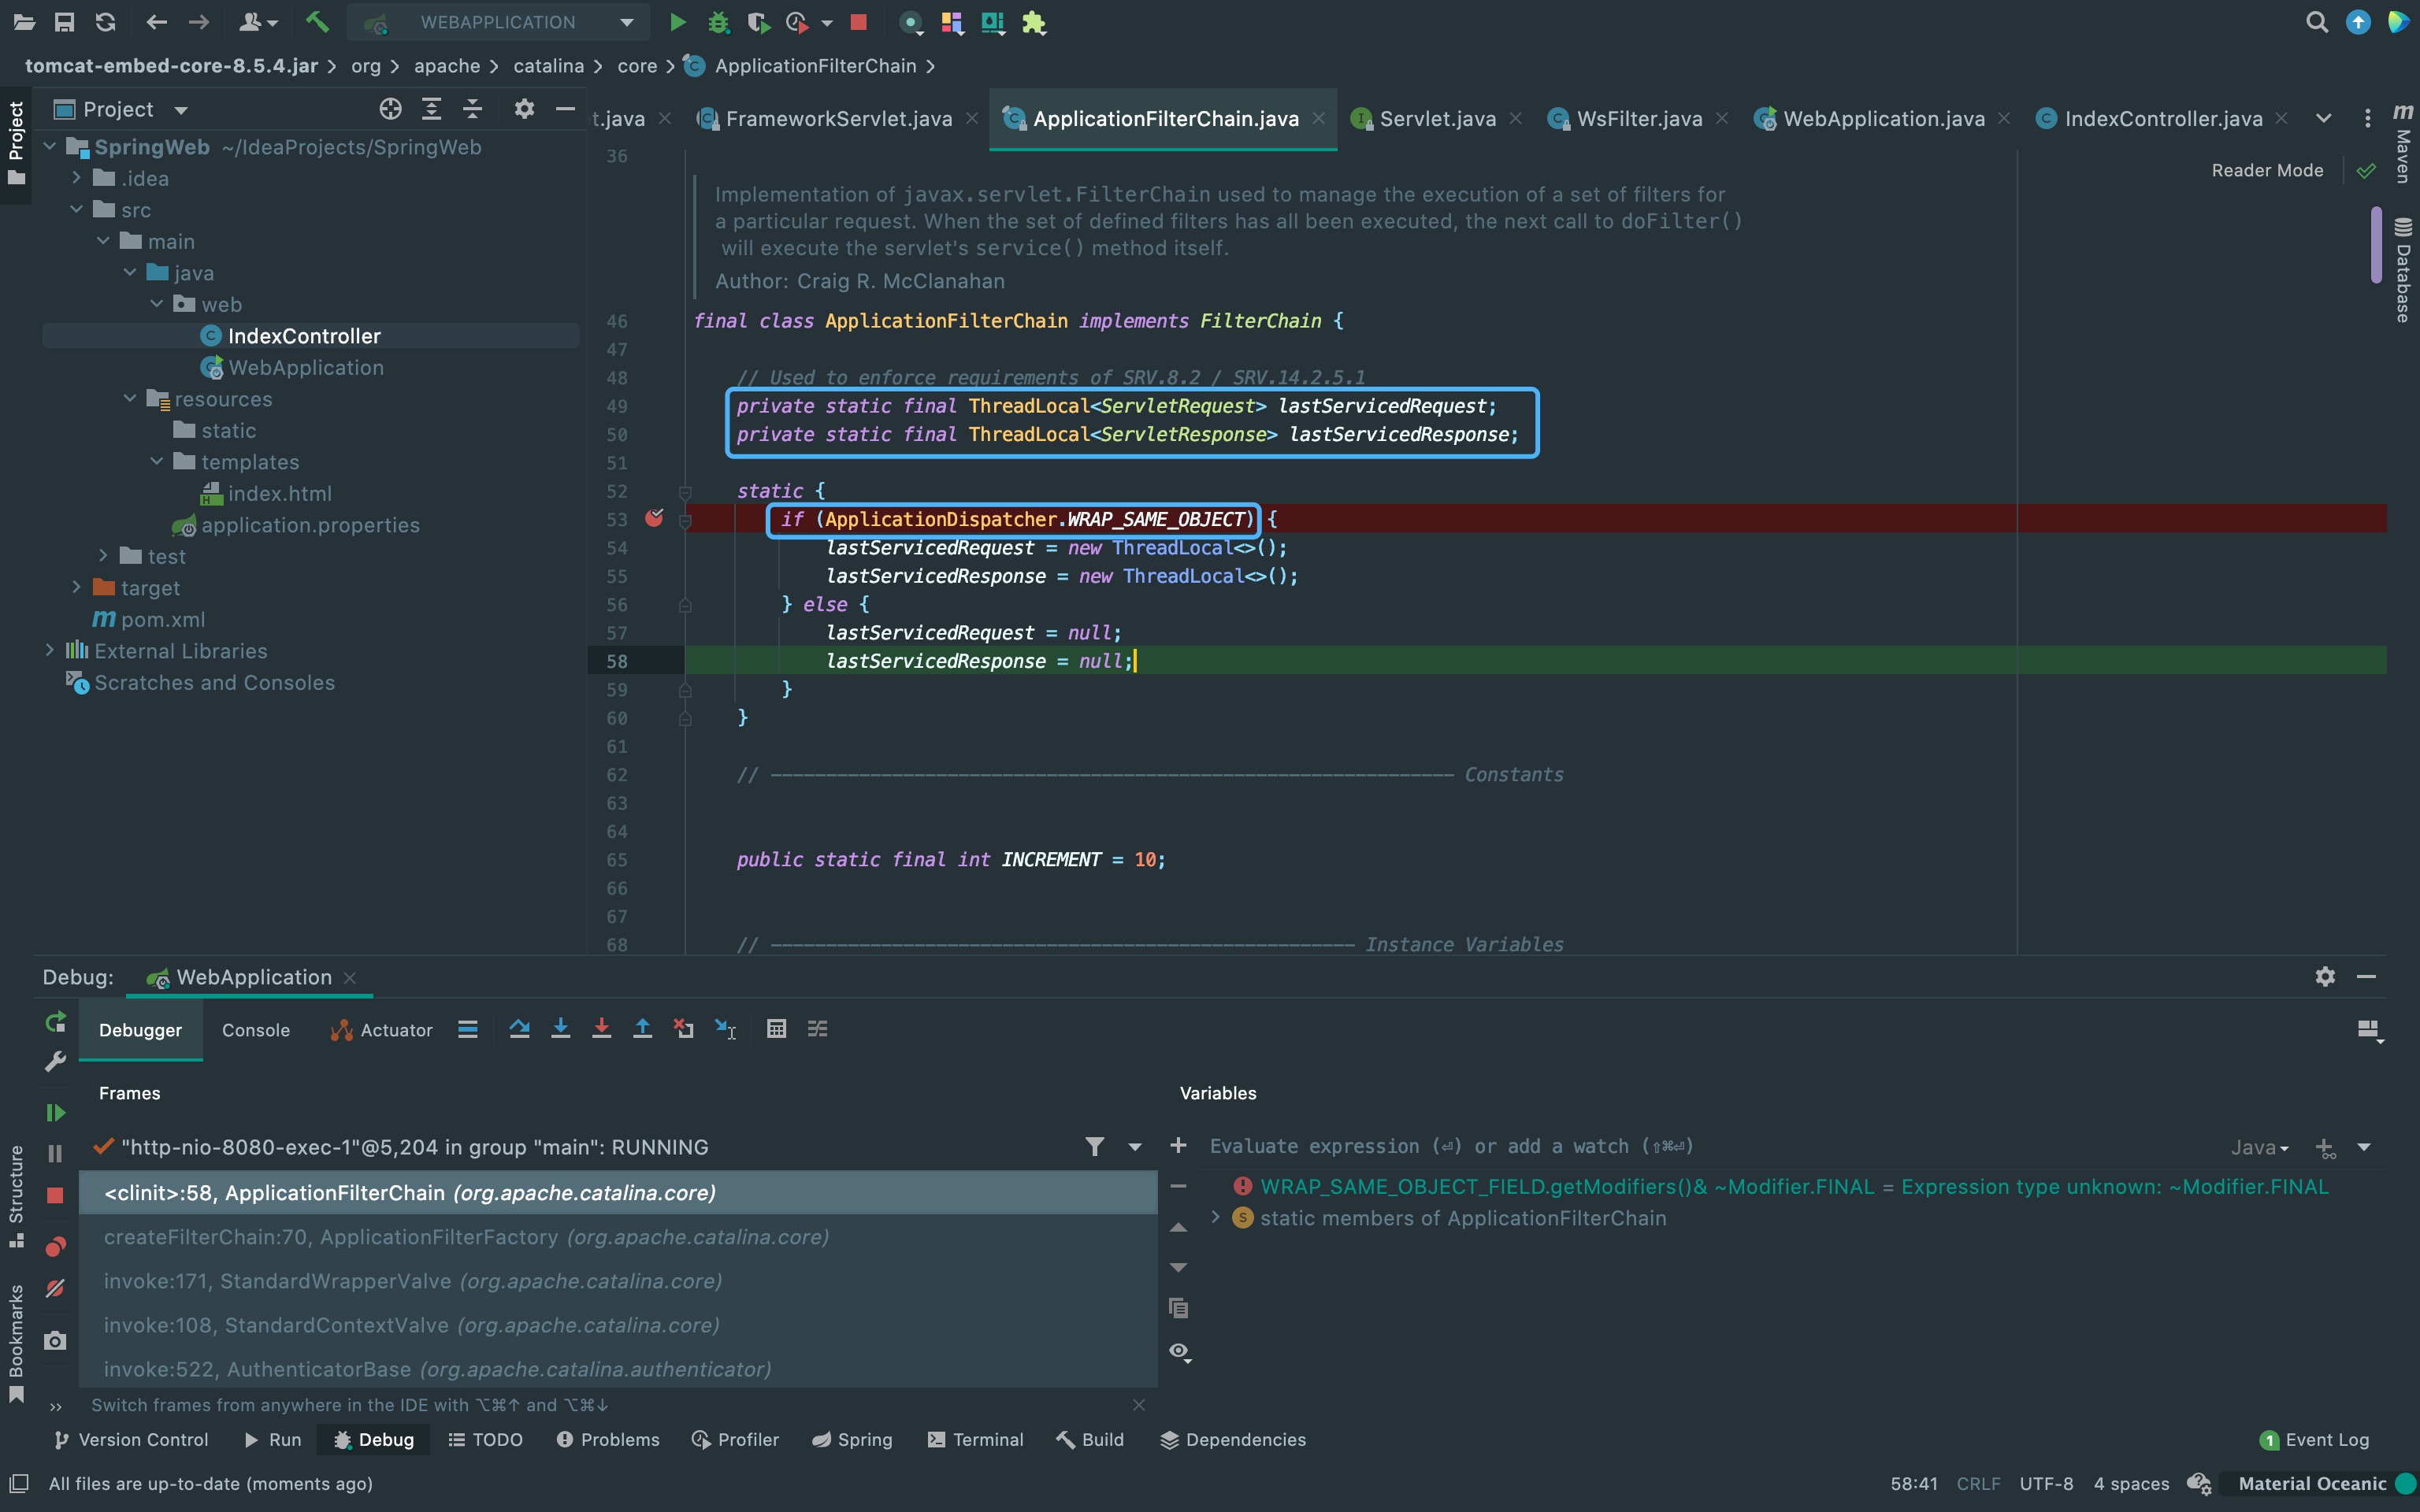 WEBAPPLICATION
tomcat-embed-core-8.5.4.jar > org > apache > catalina > core > ApplicationFilterChain >
Project
t.java
FrameworkServlet.java
ApplicationFilterChain.java
Servlet.java
WsFilter.java
WebApplication.java
IndexController.java
Project
Structure
Bookmarks
Maven
Database
SpringWeb ~/IdeaProjects/SpringWeb
.idea
src
main
java
web
IndexController
WebApplication
resources
static
templates
index.html
application.properties
test
target
pom.xml
External Libraries
Scratches and Consoles
Reader Mode
36
Implementation of javax.servlet.FilterChain used to manage the execution of a set of filters for
a particular request. When the set of defined filters has all been executed, the next call to doFilter()
will execute the servlet's service() method itself.
Author: Craig R. McClanahan
46 final class ApplicationFilterChain implements FilterChain {
47
48 // Used to enforce requirements of SRV.8.2 / SRV.14.2.5.1
49 private static final ThreadLocal<ServletRequest> lastServicedRequest;
50 private static final ThreadLocal<ServletResponse> lastServicedResponse;
51
52 static {
53 if (ApplicationDispatcher.WRAP_SAME_OBJECT) {
54 lastServicedRequest = new ThreadLocal<>();
55 lastServicedResponse = new ThreadLocal<>();
56 } else {
57 lastServicedRequest = null;
58 lastServicedResponse = null;
59 }
60 }
61
62 // -------------------------------------------------------------- Constants
63
64
65 public static final int INCREMENT = 10;
66
67
68 // ----------------------------------------------------- Instance Variables
Debug: WebApplication
Debugger Console Actuator
Frames
"http-nio-8080-exec-1"@5,204 in group "main": RUNNING
<clinit>:58, ApplicationFilterChain (org.apache.catalina.core)
createFilterChain:70, ApplicationFilterFactory (org.apache.catalina.core)
invoke:171, StandardWrapperValve (org.apache.catalina.core)
invoke:108, StandardContextValve (org.apache.catalina.core)
invoke:522, AuthenticatorBase (org.apache.catalina.authenticator)
Switch frames from anywhere in the IDE with ⌥⌘↑ and ⌥⌘↓
Variables
Evaluate expression (⏎) or add a watch (⇧⌘⏎)
Java
WRAP_SAME_OBJECT_FIELD.getModifiers()& ~Modifier.FINAL = Expression type unknown: ~Modifier.FINAL
static members of ApplicationFilterChain
Version Control Run Debug TODO Problems Profiler Spring Terminal Build Dependencies 1 Event Log
All files are up-to-date (moments ago) 58:41 CRLF UTF-8 4 spaces Material Oceanic